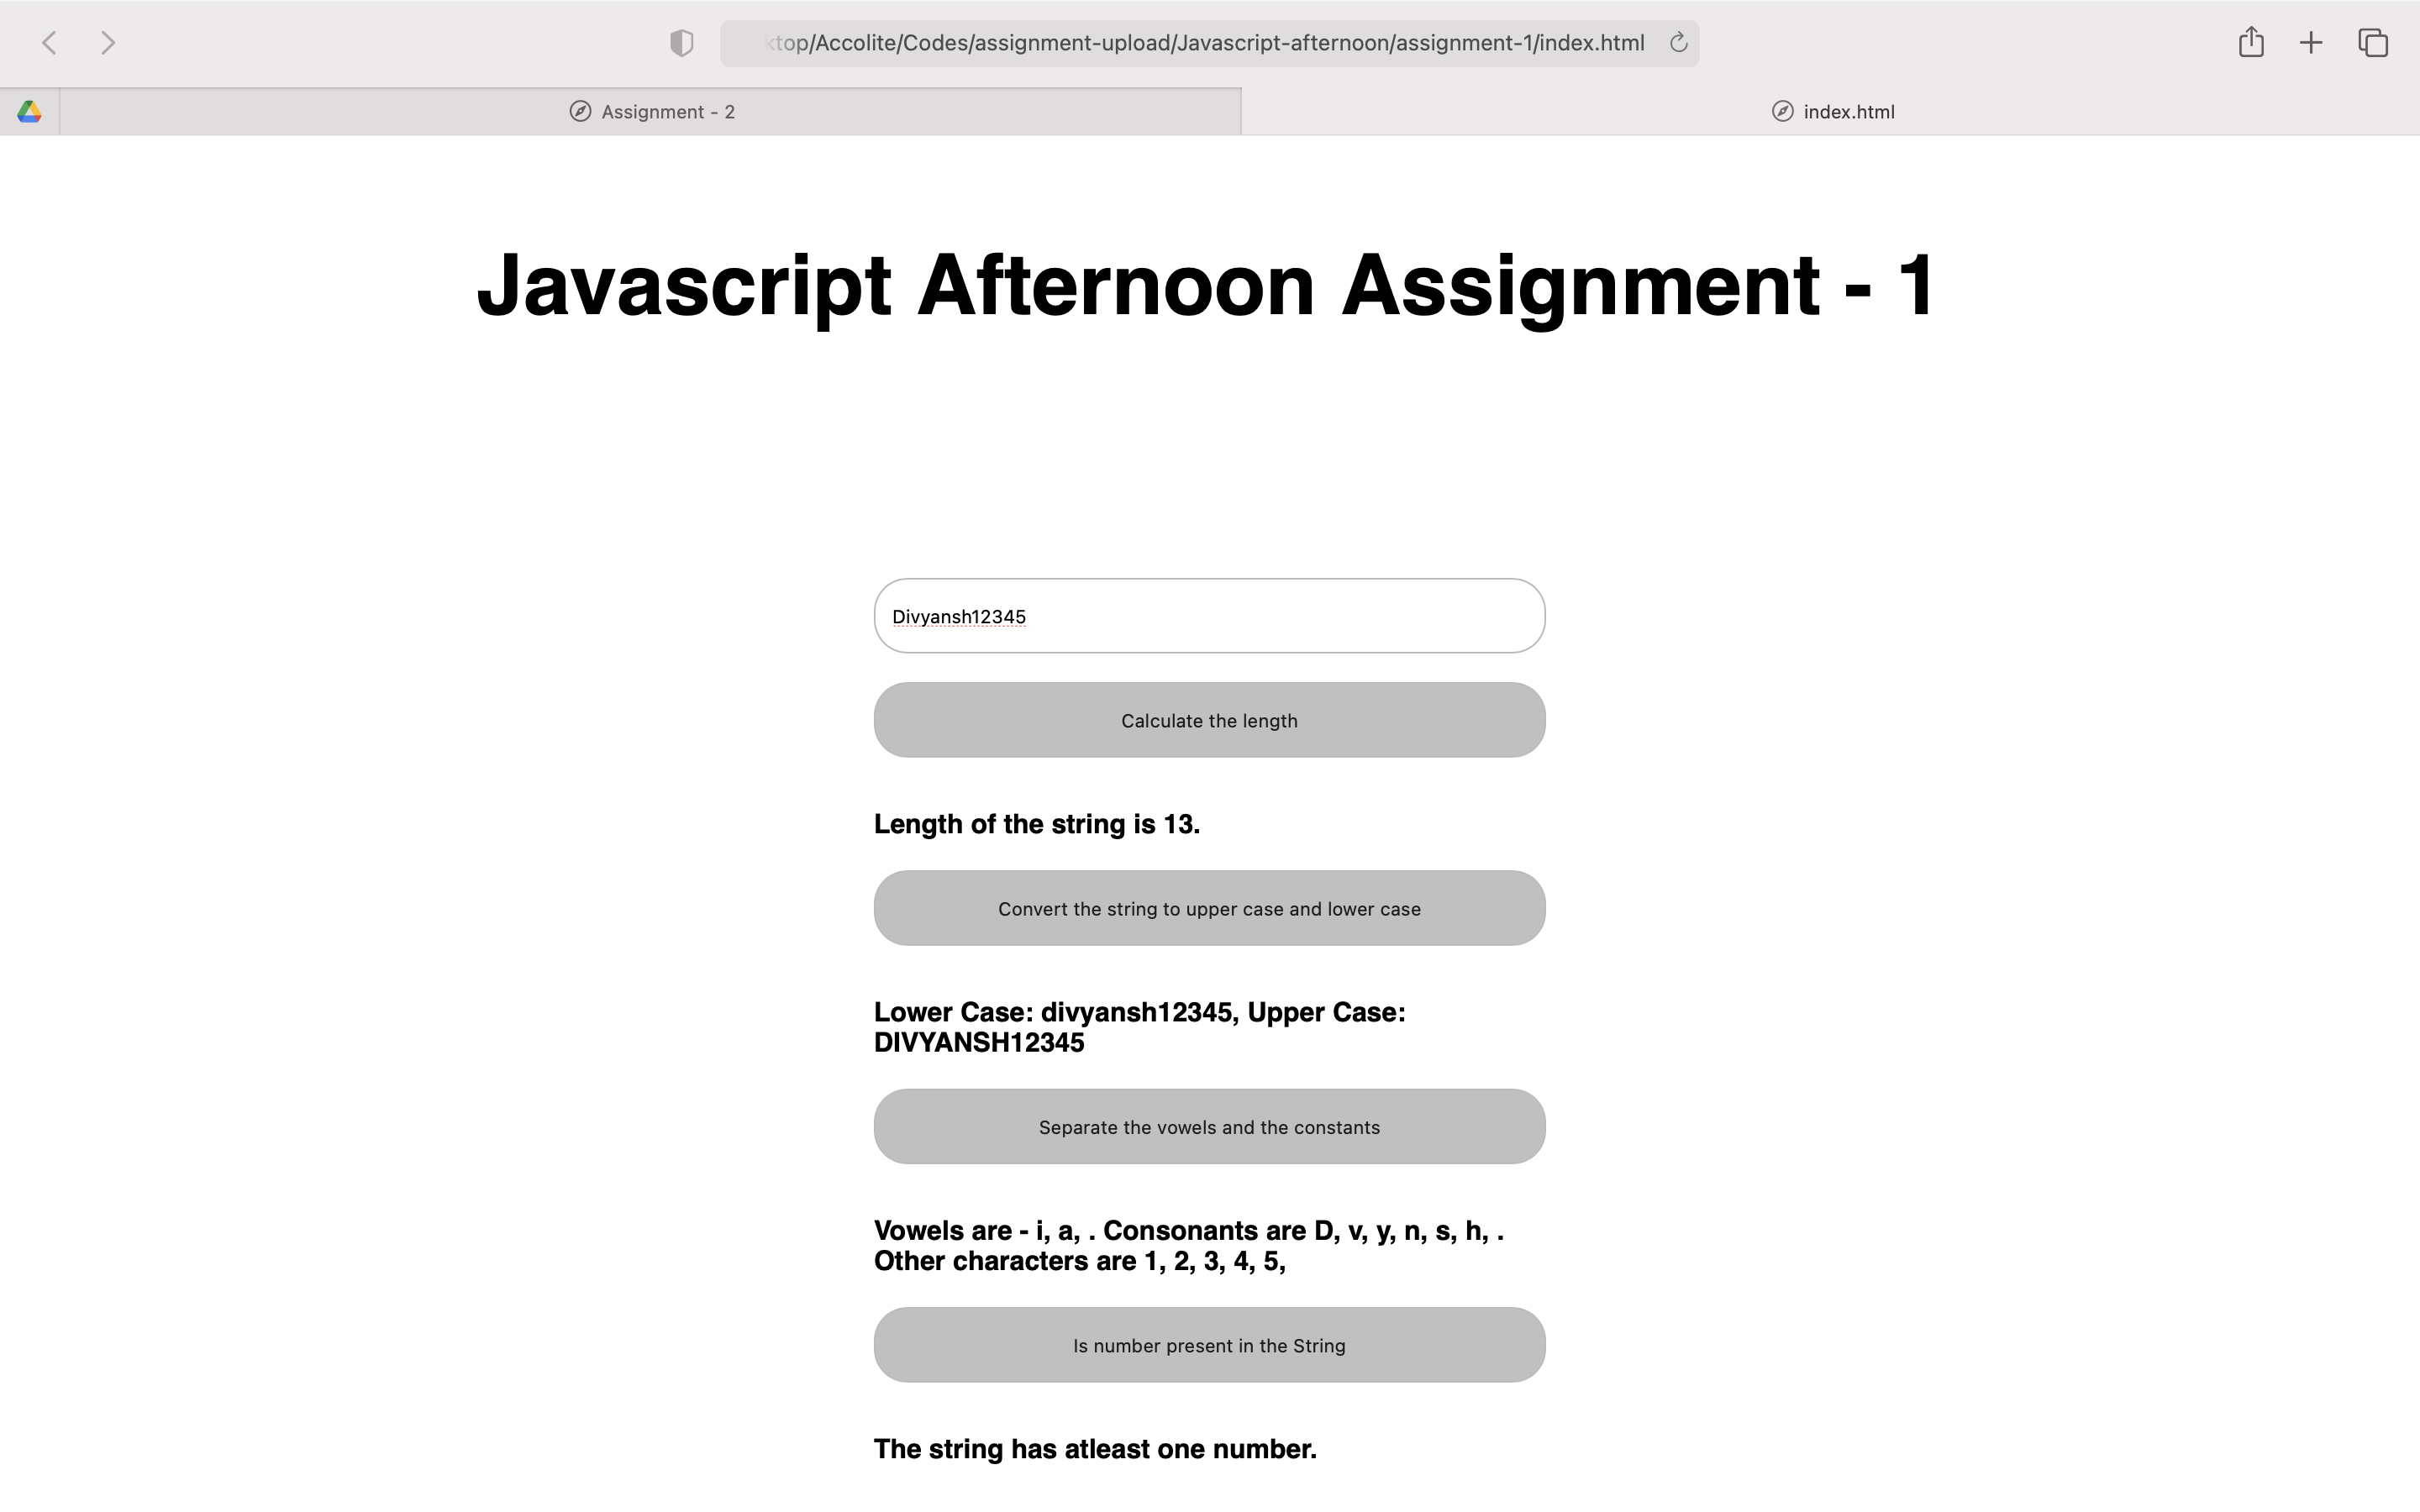 ktop/Accolite/Codes/assignment-upload/Javascript-afternoon/assignment-1/index.html
Assignment - 2
index.html
Javascript Afternoon Assignment - 1
Divyansh12345
Calculate the length
Length of the string is 13.
Convert the string to upper case and lower case
Lower Case: divyansh12345, Upper Case:
DIVYANSH12345
Separate the vowels and the constants
Vowels are - i, a, . Consonants are D, v, y, n, s, h, .
Other characters are 1, 2, 3, 4, 5,
Is number present in the String
The string has atleast one number.